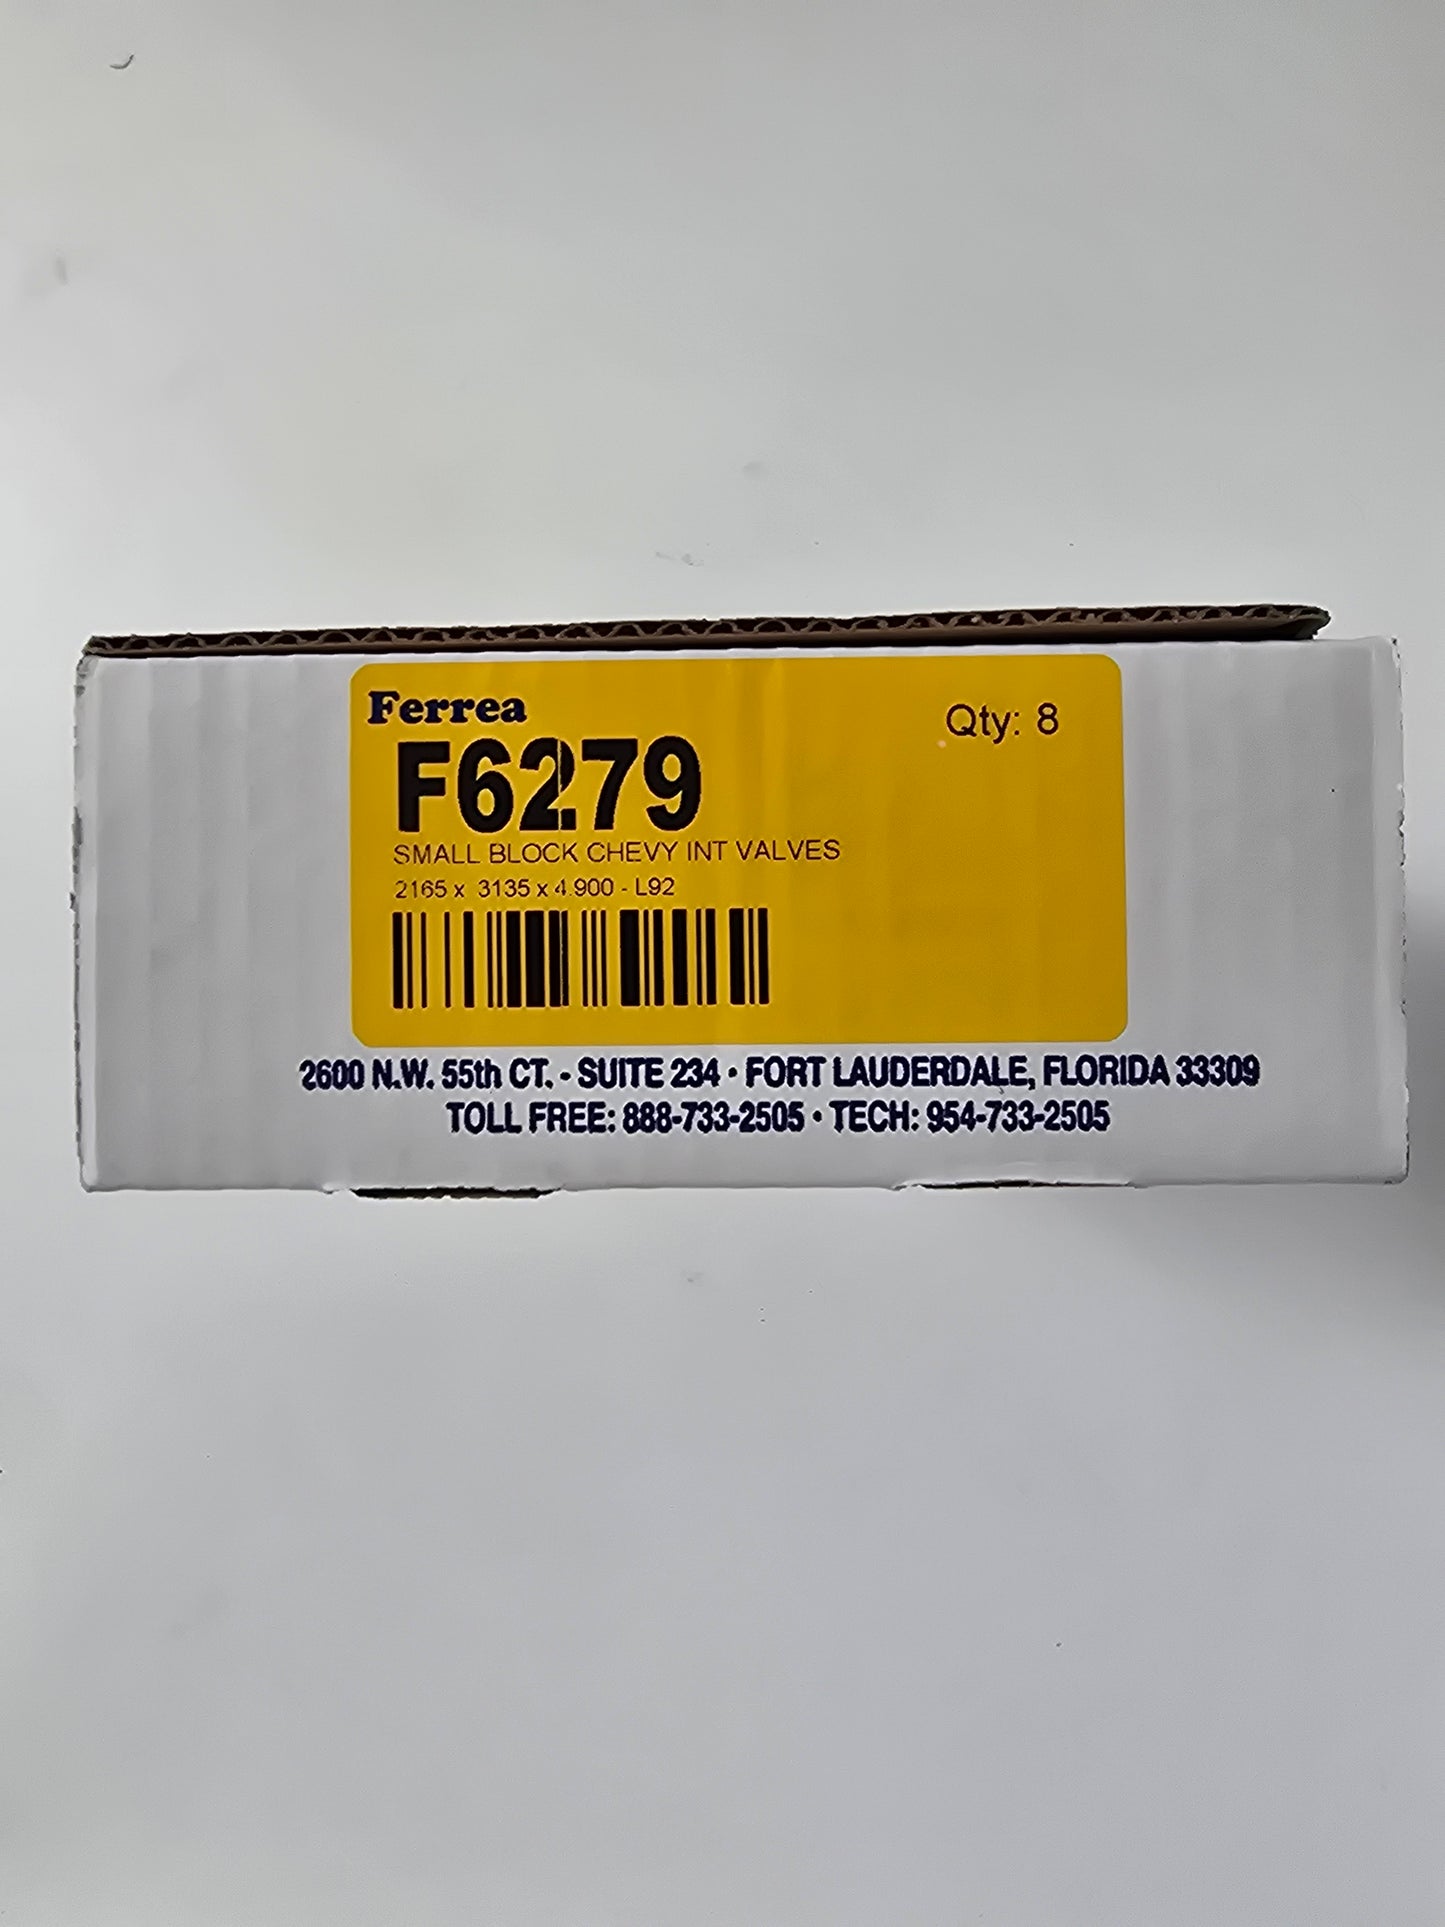 Ferrea
Qty: 8
F6279
SMALL BLOCK CHEVY INT VALVES
2165 x 3135 x 4.900 - L92
2600 N.W. 55th CT. - SUITE 234 • FORT LAUDERDALE, FLORIDA 33309
TOLL FREE: 888-733-2505 • TECH: 954-733-2505